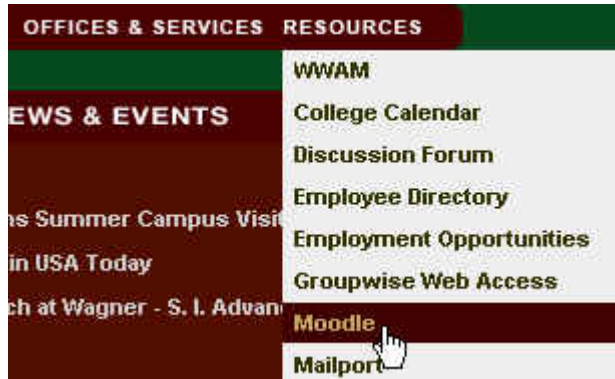 OFFICES & SERVICES RESOURCES
WWAM
College Calendar
Discussion Forum
Employee Directory
Employment Opportunities
Groupwise Web Access
Moodle
Mailport
EWS & EVENTS
ns Summer Campus Visit
in USA Today
ch at Wagner - S. I. Advan